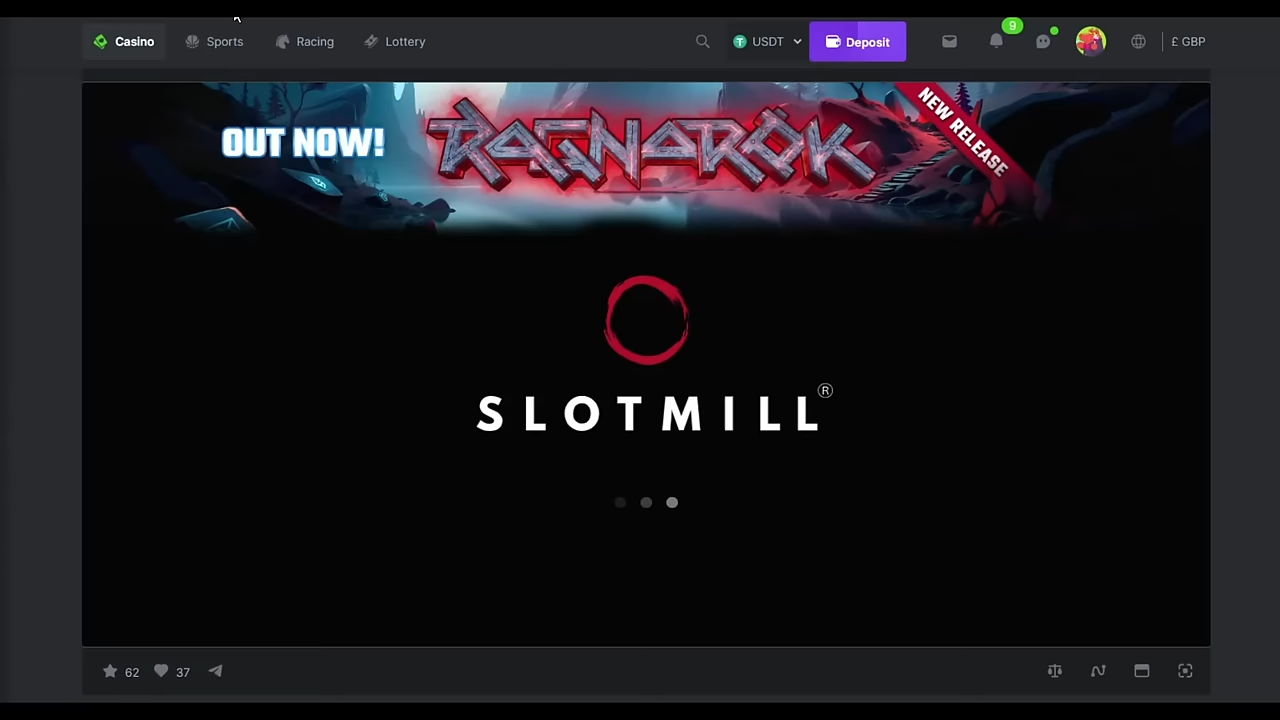 Casino Sports Racing Lottery USDT Deposit 9 £ GBP
OUT NOW! RAGNARÖK NEW RELEASE
SLOTMILL®
62 37